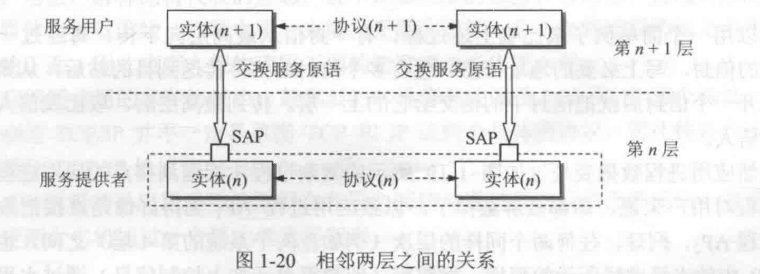 服务用户
实体(n+1)
协议(n+1)
实体(n+1)
第 n+1 层
交换服务原语
交换服务原语
SAP
SAP
第 n 层
服务提供者
实体(n)
协议(n)
实体(n)
图 1-20 相邻两层之间的关系